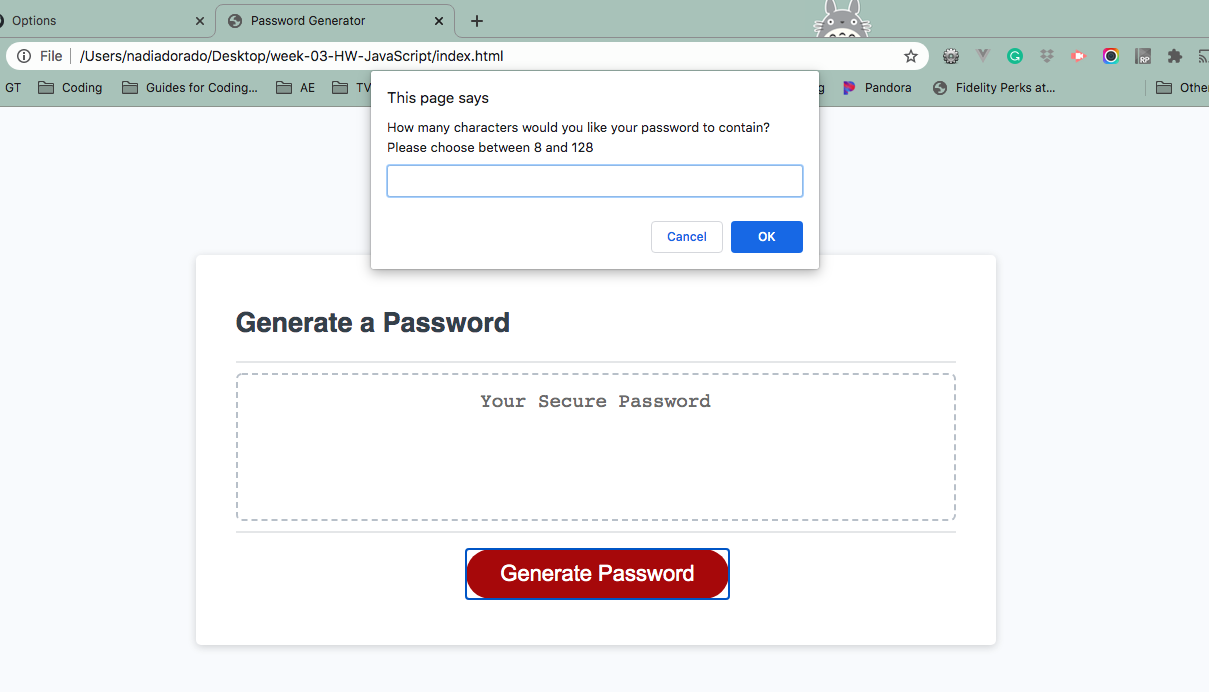 Options
Password Generator
File
/Users/nadiadorado/Desktop/week-03-HW-JavaScript/index.html
RP
GT
Coding
Guides for Coding...
AE
TV
g
Pandora
Fidelity Perks at...
Other
This page says
How many characters would you like your password to contain?
Please choose between 8 and 128
Cancel
OK
Generate a Password
Your Secure Password
Generate Password